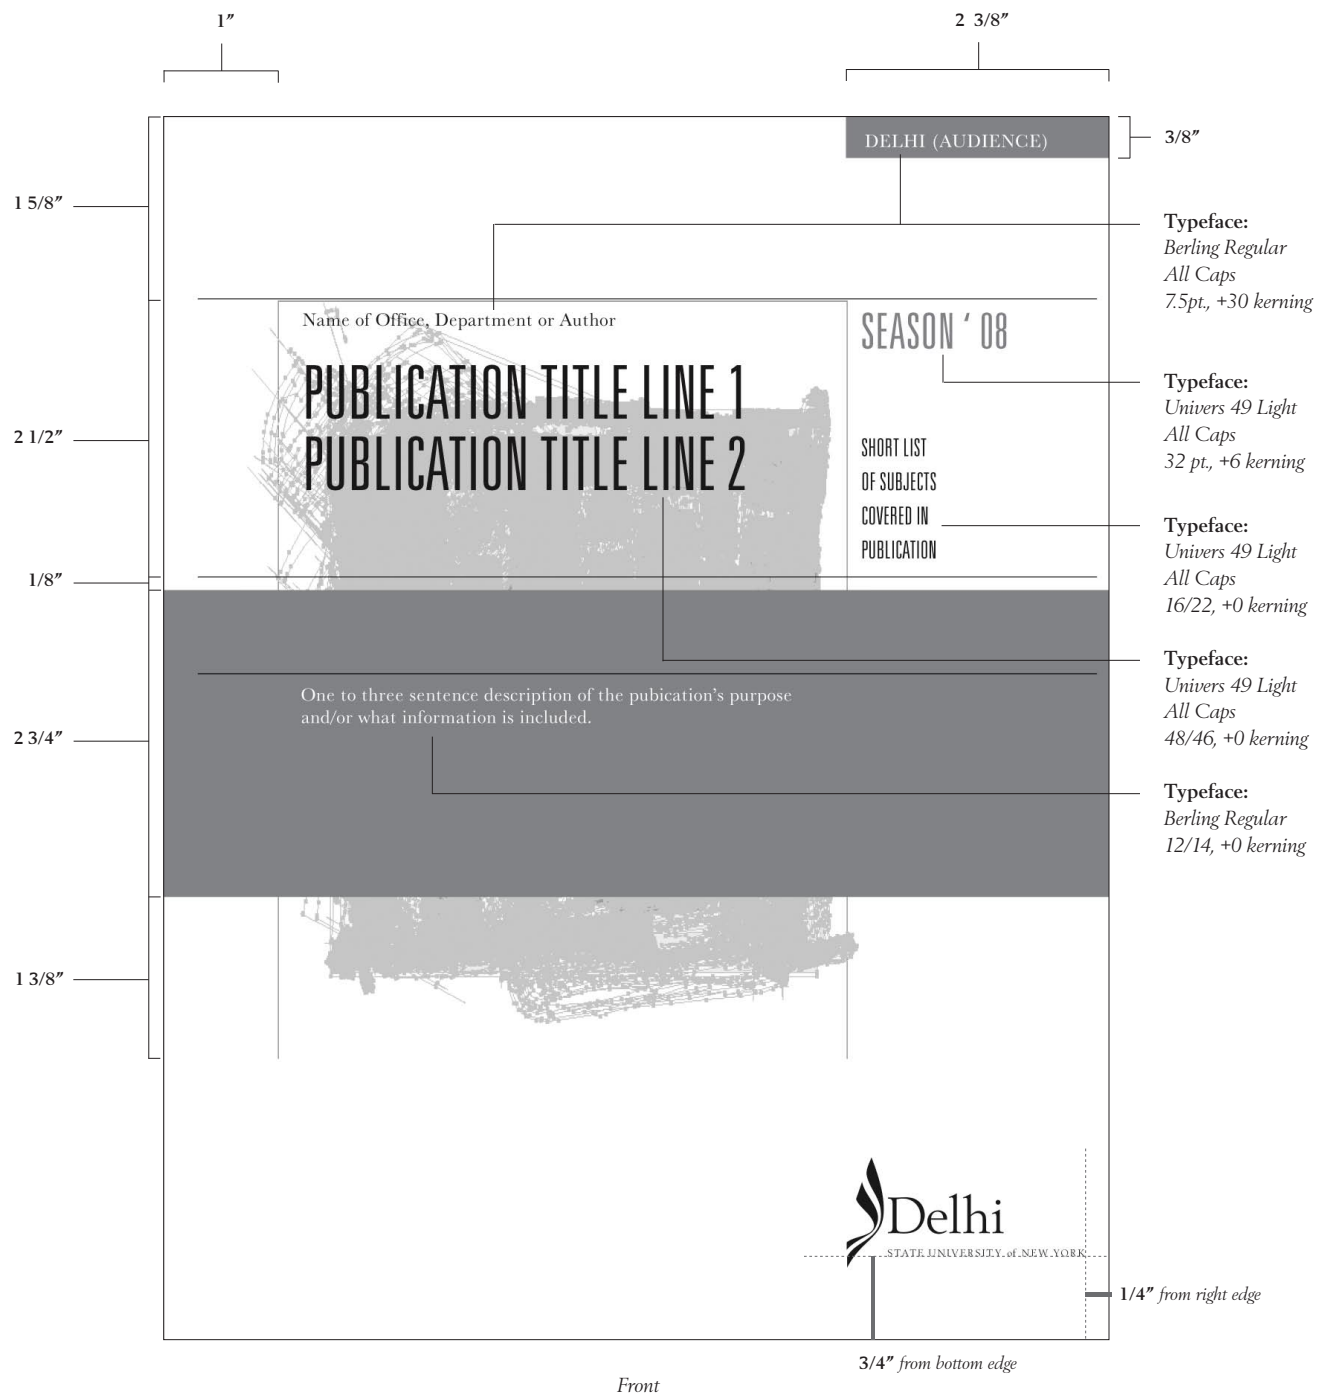 1″
2 3/8″
DELHI (AUDIENCE)
3/8″
1 5/8″
Typeface:
Berling Regular
All Caps
7.5pt., +30 kerning
Name of Office, Department or Author
SEASON ‘ 08
PUBLICATION TITLE LINE 1
PUBLICATION TITLE LINE 2
Typeface:
Univers 49 Light
All Caps
32 pt., +6 kerning
2 1/2″
SHORT LIST
OF SUBJECTS
COVERED IN
PUBLICATION
Typeface:
Univers 49 Light
All Caps
16/22, +0 kerning
1/8″
Typeface:
Univers 49 Light
All Caps
48/46, +0 kerning
One to three sentence description of the pubication’s purpose
and/or what information is included.
2 3/4″
Typeface:
Berling Regular
12/14, +0 kerning
1 3/8″
Delhi
STATE UNIVERSITY of NEW YORK
1/4″ from right edge
3/4″ from bottom edge
Front